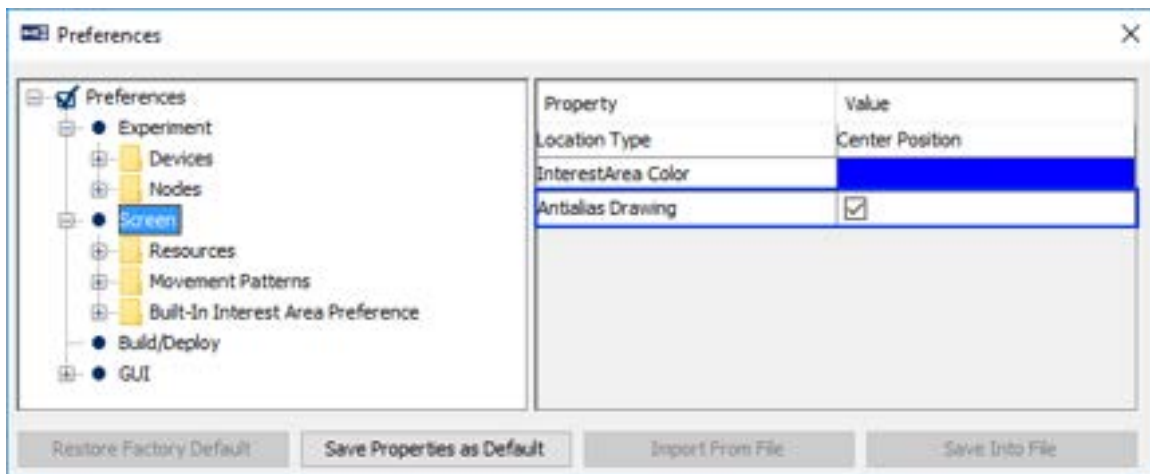 Preferences
Preferences
Experiment
Devices
Nodes
Screen
Resources
Movement Patterns
Built-In Interest Area Preference
Build/Deploy
GUI
Property Value
Location Type Center Position
InterestArea Color
Antialias Drawing
Restore Factory Default Save Properties as Default Import From File Save Into File